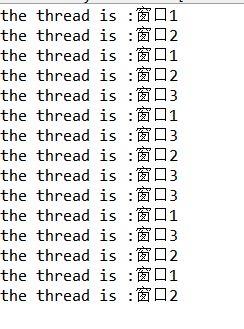 the thread is :窗口1
the thread is :窗口2
the thread is :窗口1
the thread is :窗口2
the thread is :窗口3
the thread is :窗口1
the thread is :窗口3
the thread is :窗口2
the thread is :窗口3
the thread is :窗口3
the thread is :窗口1
the thread is :窗口3
the thread is :窗口2
the thread is :窗口1
the thread is :窗口2